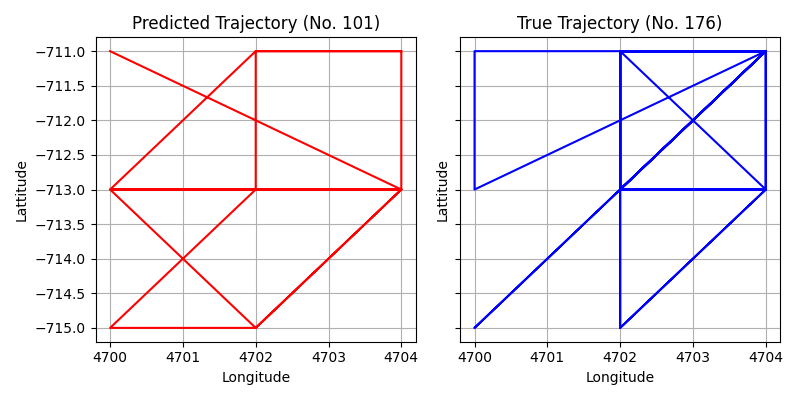 Predicted Trajectory (No. 101)
True Trajectory (No. 176)
Lattitude
−711.0
−711.5
−712.0
−712.5
−713.0
−713.5
−714.0
−714.5
−715.0
4700 4701 4702 4703 4704
Longitude
Lattitude
4700 4701 4702 4703 4704
Longitude